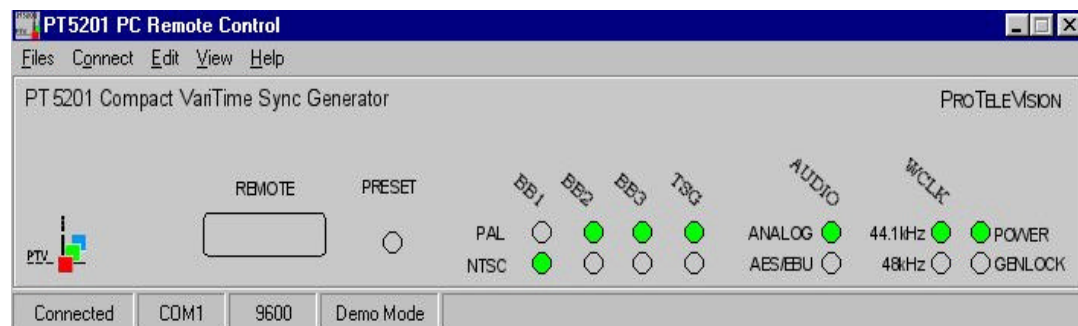 PT5201 PC Remote Control
Files Connect Edit View Help
PT 5201 Compact VariTime Sync Generator
PROTELEVISION
REMOTE PRESET BB1 BB2 BB3 TSG AUDIO WCLK
PAL ANALOG 44.1kHz POWER
PTV
NTSC AES/EBU 48kHz GENLOCK
Connected COM1 9600 Demo Mode